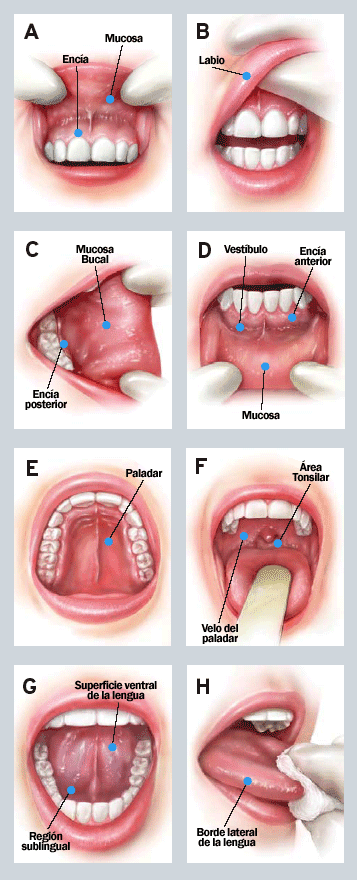 A
Mucosa
Encía
B
Labio
C
Mucosa
Bucal
Encía
posterior
D
Vestíbulo
Encía
anterior
Mucosa
E
Paladar
F
Área
Tonsilar
Velo del
paladar
G
Superficie ventral
de la lengua
Región
sublingual
H
Borde lateral
de la lengua